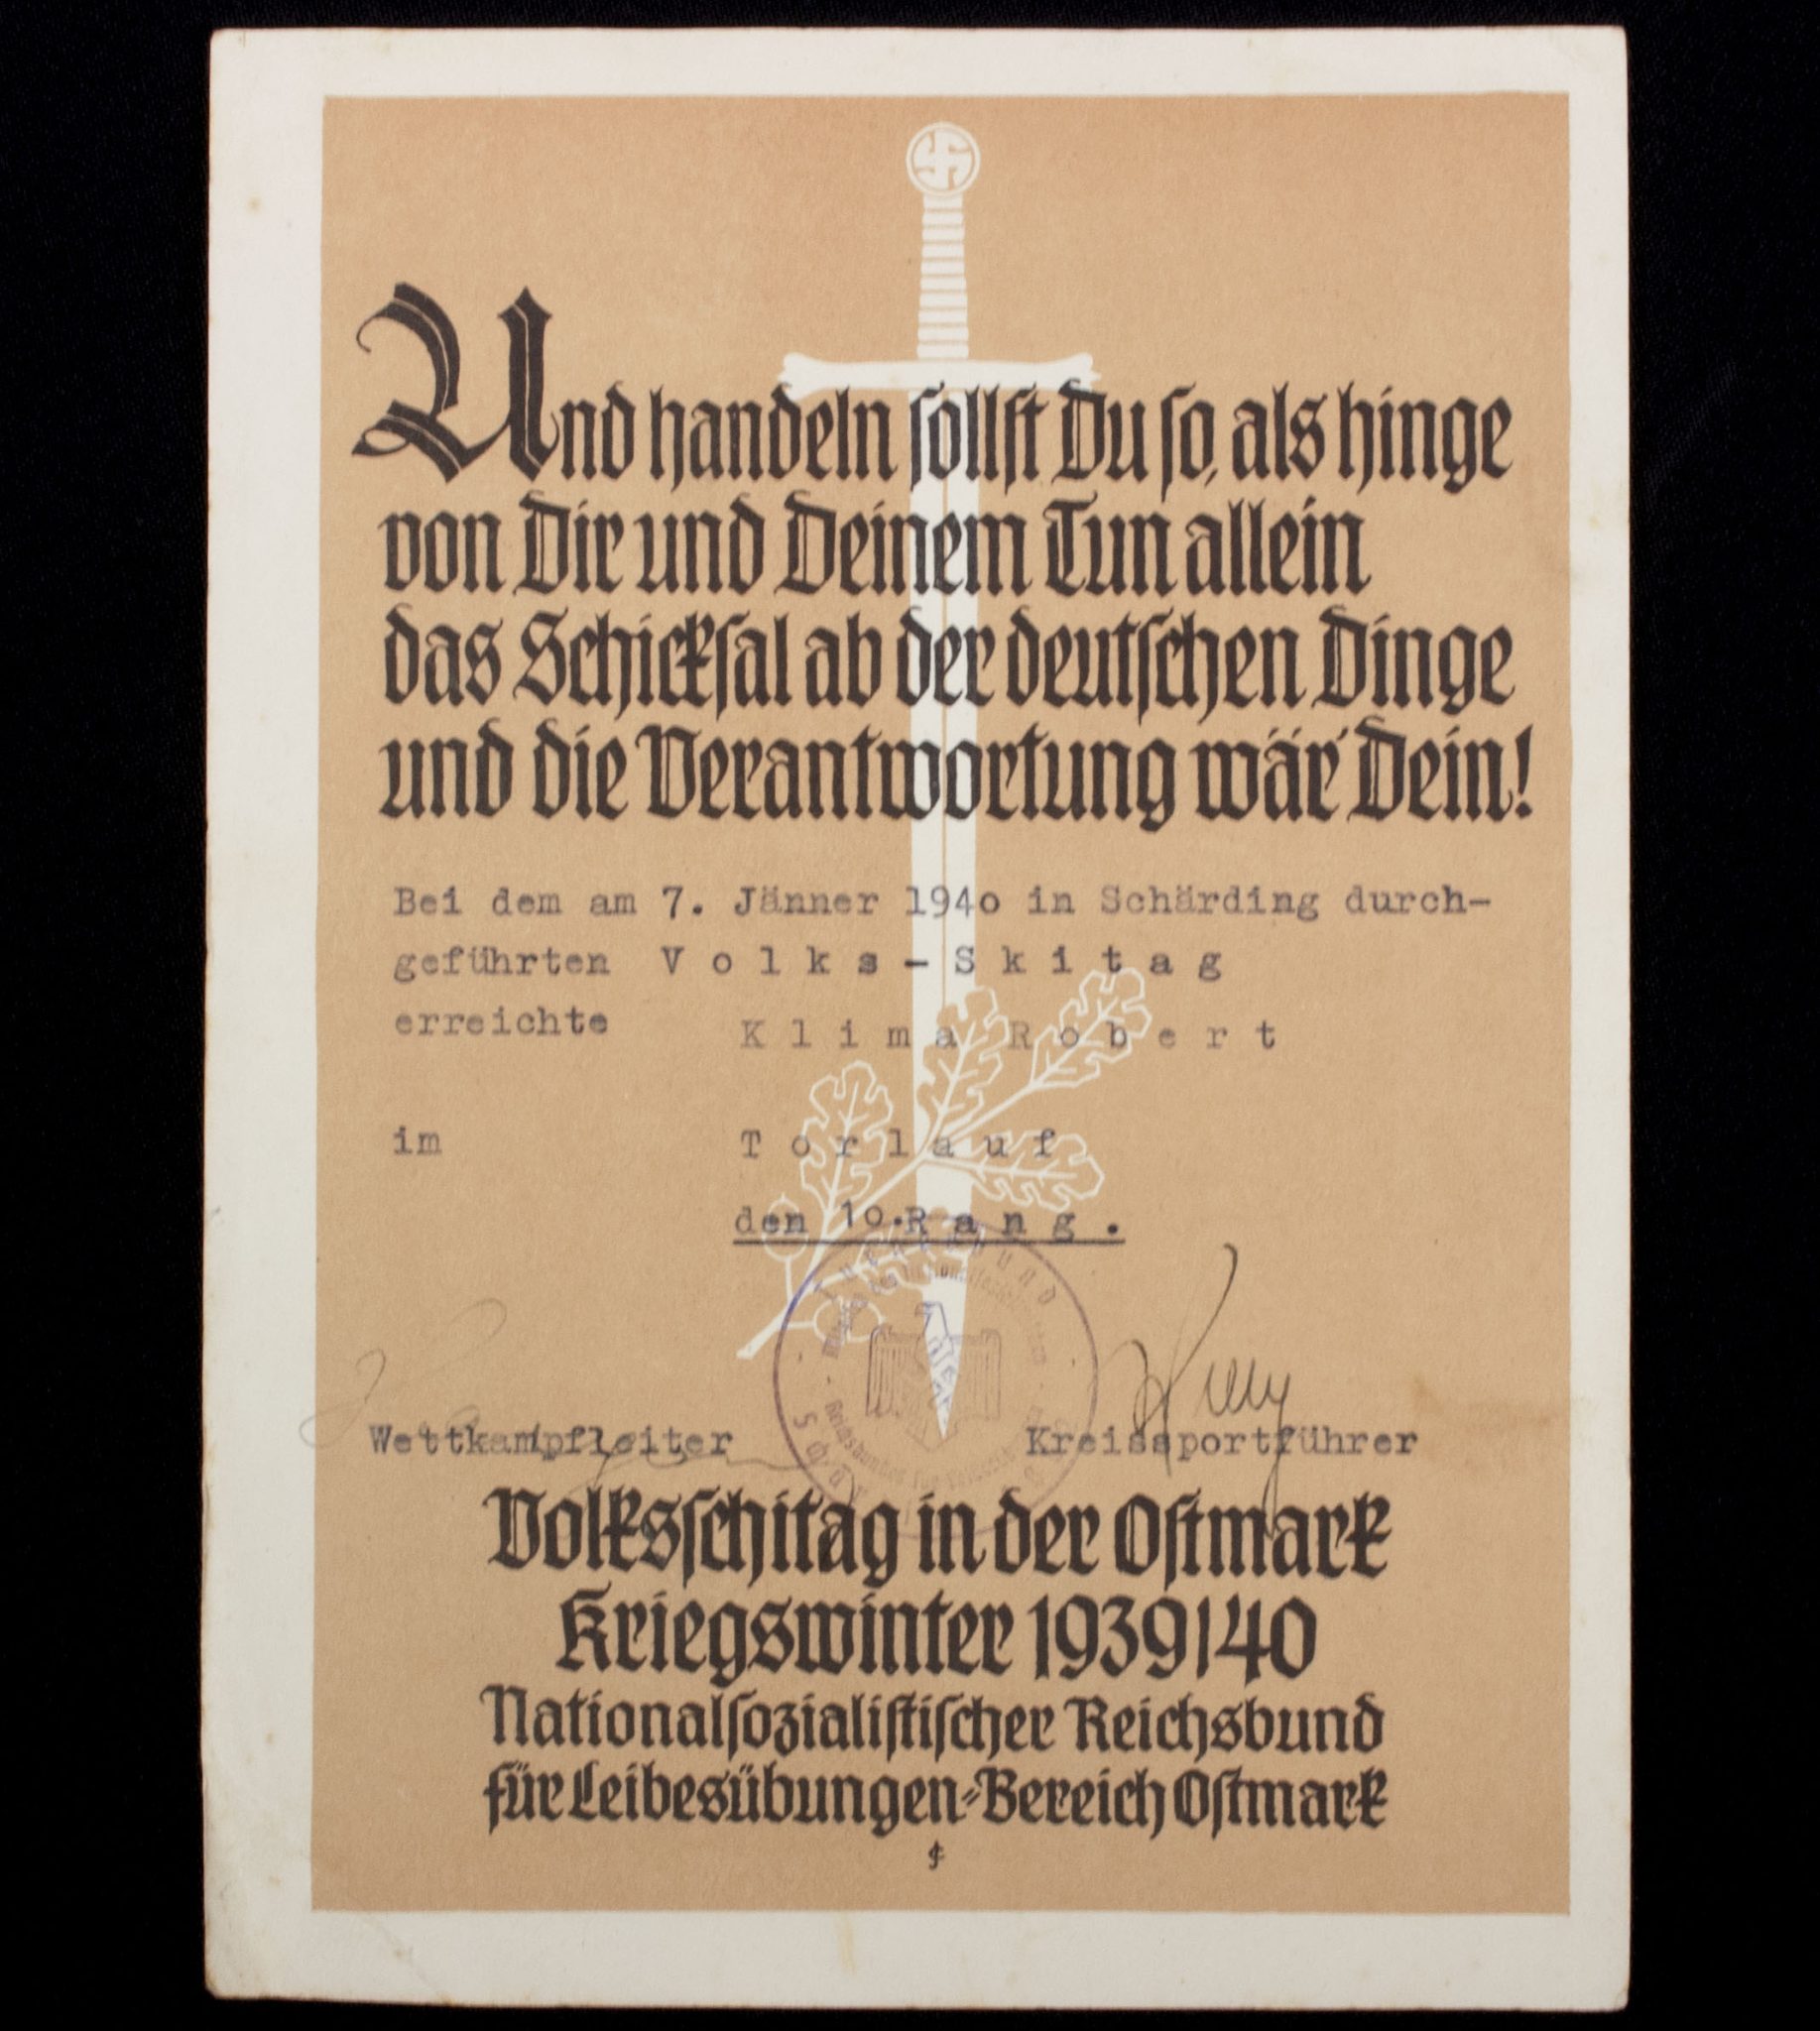 Und handeln sollst Du so, als hinge
von Dir und Deinem Tun allein
das Schicksal ab der deutschen Dinge
und die Verantwortung wär' Dein!
Bei dem am 7. Jänner 1940 in Schärding durch-
geführten Volks-Skitag
erreichte Klima Robert
im Torlauf
den 10. Rang.
Wettkampfleiter Kreissportführer
Volksschitag in der Ostmark
Kriegswinter 1939/40
Nationalsozialistischer Reichsbund
für Leibesübungen-Bereich Ostmark